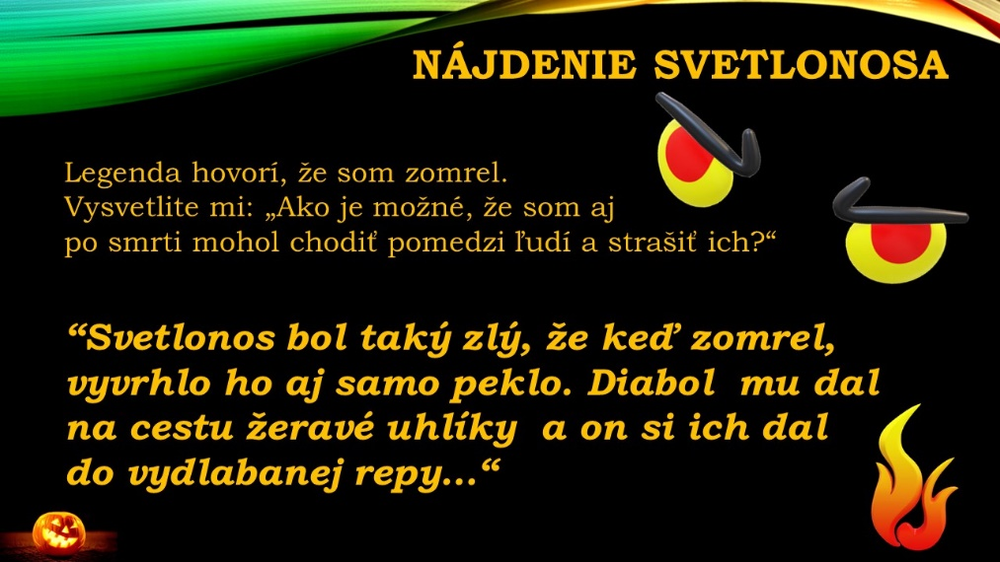 NÁJDENIE SVETLONOSA
Legenda hovorí, že som zomrel.
Vysvetlite mi: „Ako je možné, že som aj
po smrti mohol chodiť pomedzi ľudí a strašiť ich?“
“Svetlonos bol taký zlý, že keď zomrel,
vyvrhlo ho aj samo peklo. Diabol  mu dal
na cestu žeravé uhlíky  a on si ich dal
do vydlabanej repy...“